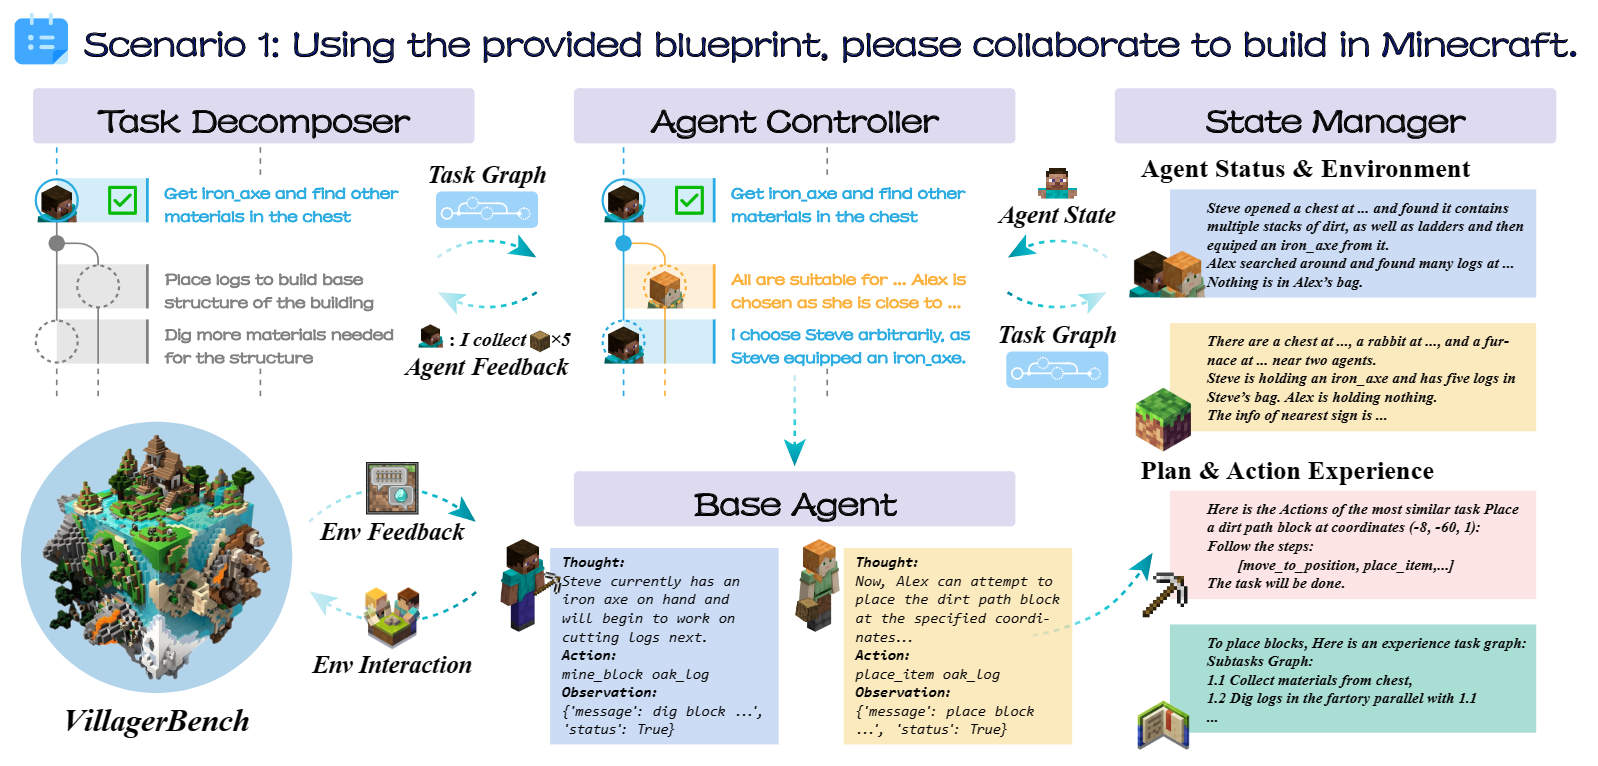 Scenario 1: Using the provided blueprint, please collaborate to build in Minecraft.
Task Decomposer
Get iron_axe and find other
materials in the chest
Place logs to build base
structure of the building
Dig more materials needed
for the structure
Task Graph
: I collect ×5
Agent Feedback
Agent Controller
Get iron_axe and find other
materials in the chest
All are suitable for ... Alex is
chosen as she is close to ...
I choose Steve arbitrarily, as
Steve equipped an iron_axe.
Agent State
Task Graph
State Manager
Agent Status & Environment
Steve opened a chest at ... and found it contains
multiple stacks of dirt, as well as ladders and then
equiped an iron_axe from it.
Alex searched around and found many logs at ...
Nothing is in Alex's bag.
There are a chest at ..., a rabbit at ..., and a fur-
nace at ... near two agents.
Steve is holding an iron_axe and has five logs in
Steve's bag. Alex is holding nothing.
The info of nearest sign is ...
Plan & Action Experience
Here is the Actions of the most similar task Place
a dirt path block at coordinates (-8, -60, 1):
Follow the steps:
[move_to_position, place_item,...]
The task will be done.
To place blocks, Here is an experience task graph:
Subtasks Graph:
1.1 Collect materials from chest,
1.2 Dig logs in the fartory parallel with 1.1
...
VillagerBench
Env Feedback
Env Interaction
Base Agent
Thought:
Steve currently has an
iron axe on hand and
will begin to work on
cutting logs next.
Action:
mine_block oak_log
Observation:
{'message': dig block ...',
'status': True}
Thought:
Now, Alex can attempt to
place the dirt path block
at the specified coordi-
nates...
Action:
place_item oak_log
Observation:
{'message': place block
...', 'status': True}